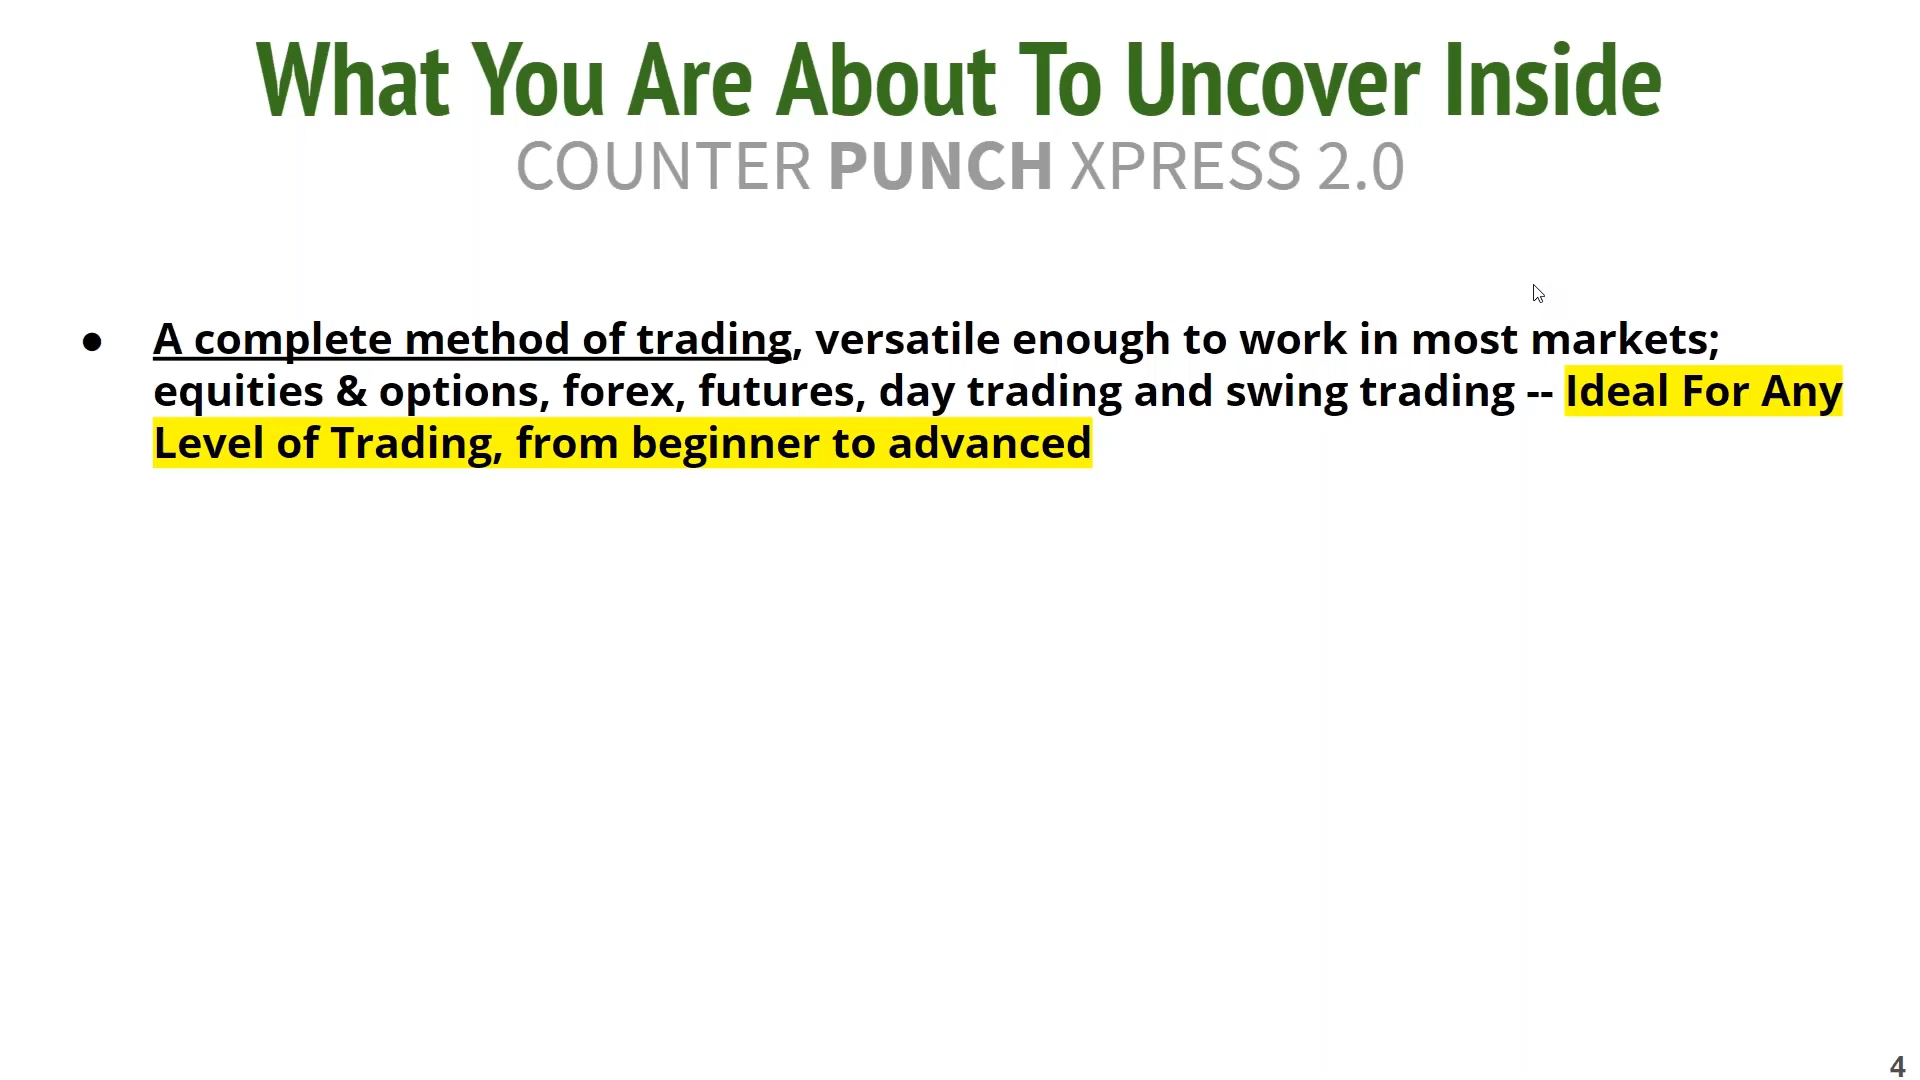 What You Are About To Uncover Inside
COUNTER PUNCH XPRESS 2.0
● A complete method of trading, versatile enough to work in most markets;
equities & options, forex, futures, day trading and swing trading -- Ideal For Any
Level of Trading, from beginner to advanced
4